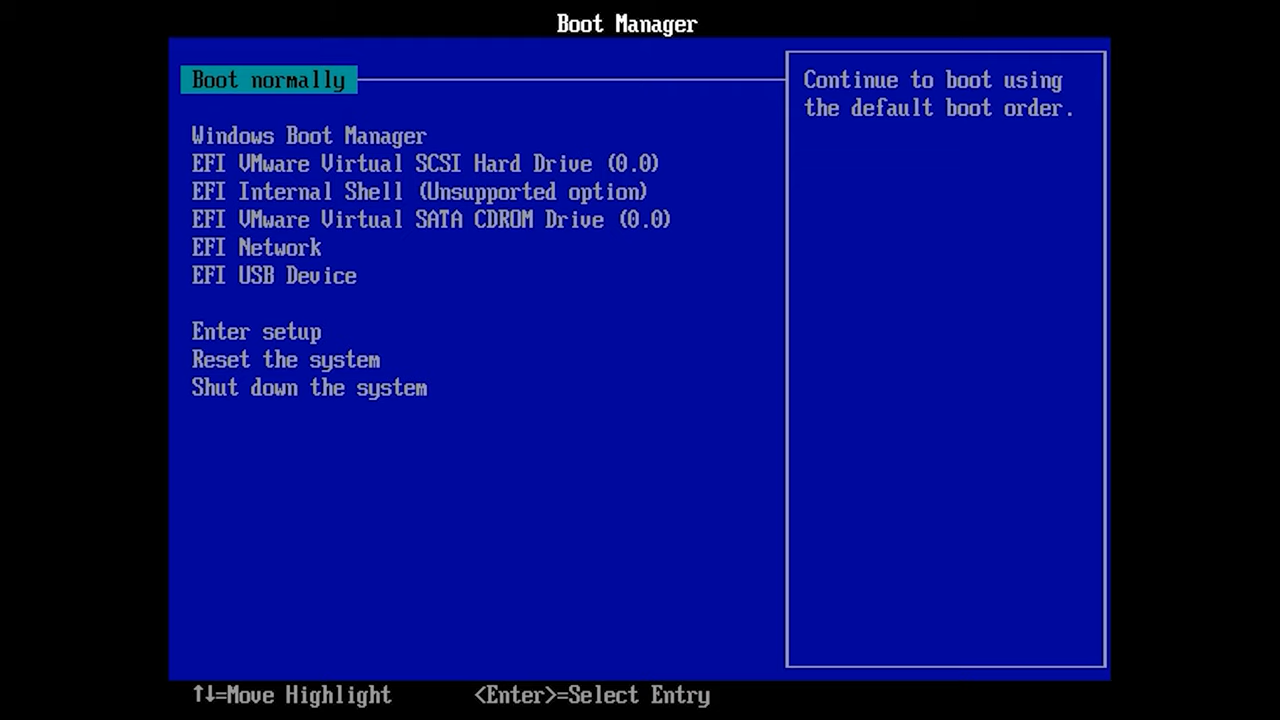 Boot Manager
Boot normally
Windows Boot Manager
EFI VMware Virtual SCSI Hard Drive (0.0)
EFI Internal Shell (Unsupported option)
EFI VMware Virtual SATA CDROM Drive (0.0)
EFI Network
EFI USB Device
Enter setup
Reset the system
Shut down the system
Continue to boot using
the default boot order.
↑↓=Move Highlight <Enter>=Select Entry